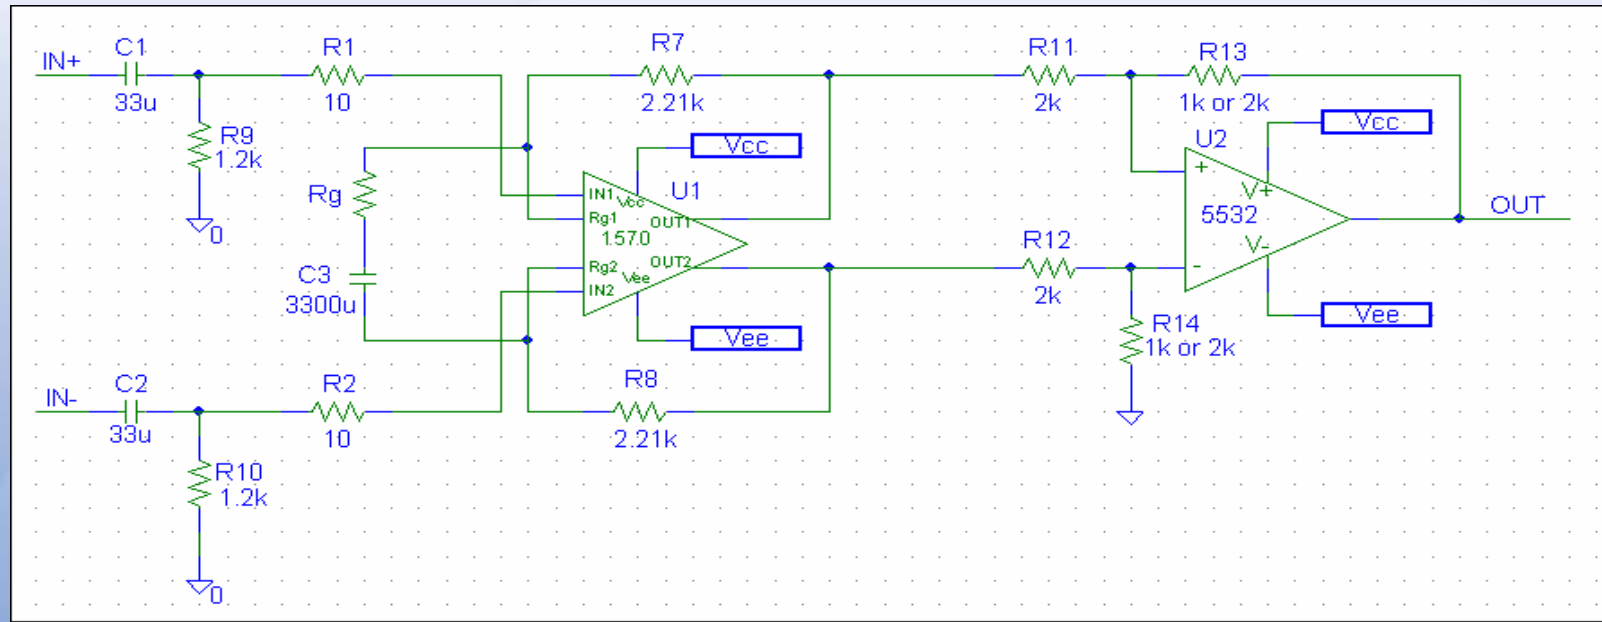 IN+
C1
33u
R9
1.2k
0
R1
10
R7
2.21k
Rg
C3
3300u
Vcc
U1
IN1
Vcc
Rg1
OUT1
1570
Rg2
OUT2
Vee
IN2
Vee
R8
2.21k
IN-
C2
33u
R10
1.2k
0
R2
10
R11
2k
R13
1k or 2k
Vcc
U2
+
V+
5532
V-
-
OUT
R12
2k
R14
1k or 2k
Vee